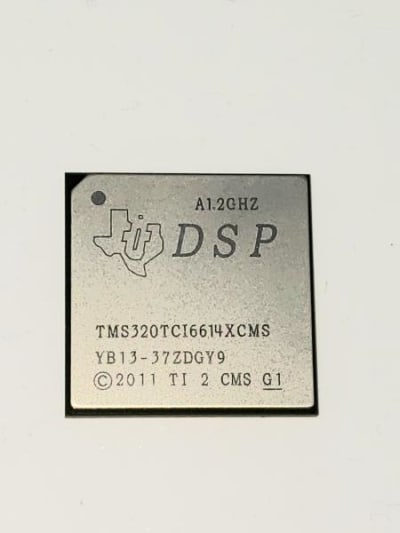 A1.2GHZ
DSP
TMS320TCI6614XCMS
YB13-37ZDGY9
©2011 TI 2 CMS G1